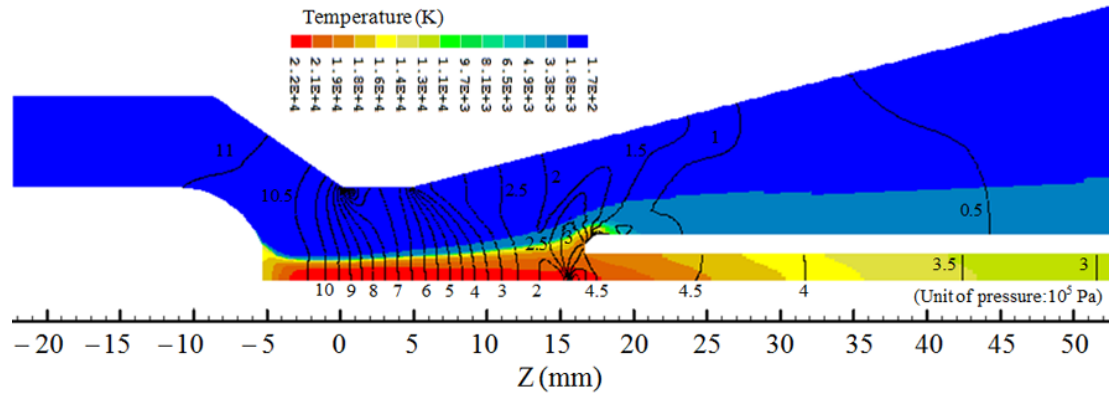 Temperature (K)
2.2E+4
2.1E+4
1.9E+4
1.8E+4
1.6E+4
1.4E+4
1.3E+4
1.1E+4
9.7E+3
8.1E+3
6.5E+3
4.9E+3
3.3E+3
1.8E+3
1.7E+2
11
10.5
2.5
2
1.5
1
0.5
2.5
3
10 9 8 7 6 5 4 3 2 4.5 4.5 4 3.5 3
(Unit of pressure:10⁵ Pa)
−20 −15 −10 −5 0 5 10 15 20 25 30 35 40 45 50
Z (mm)